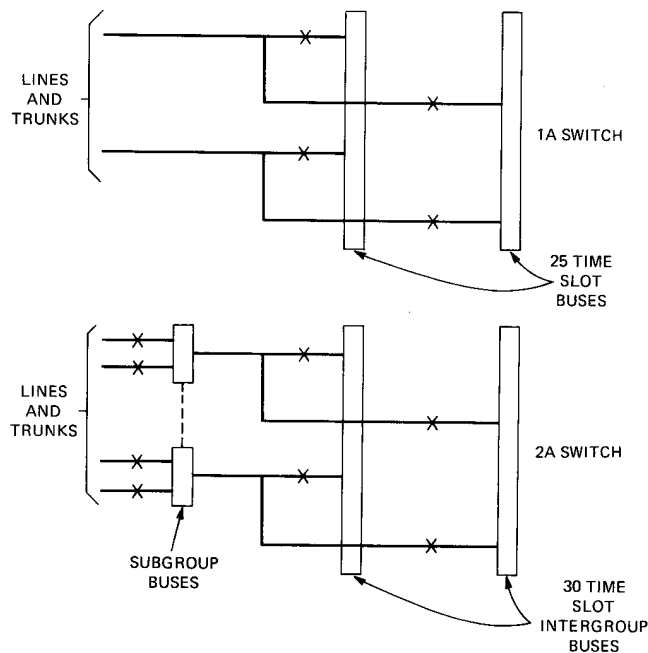 LINES
AND
TRUNKS
1A SWITCH
25 TIME
SLOT
BUSES
LINES
AND
TRUNKS
2A SWITCH
SUBGROUP
BUSES
30 TIME
SLOT
INTERGROUP
BUSES